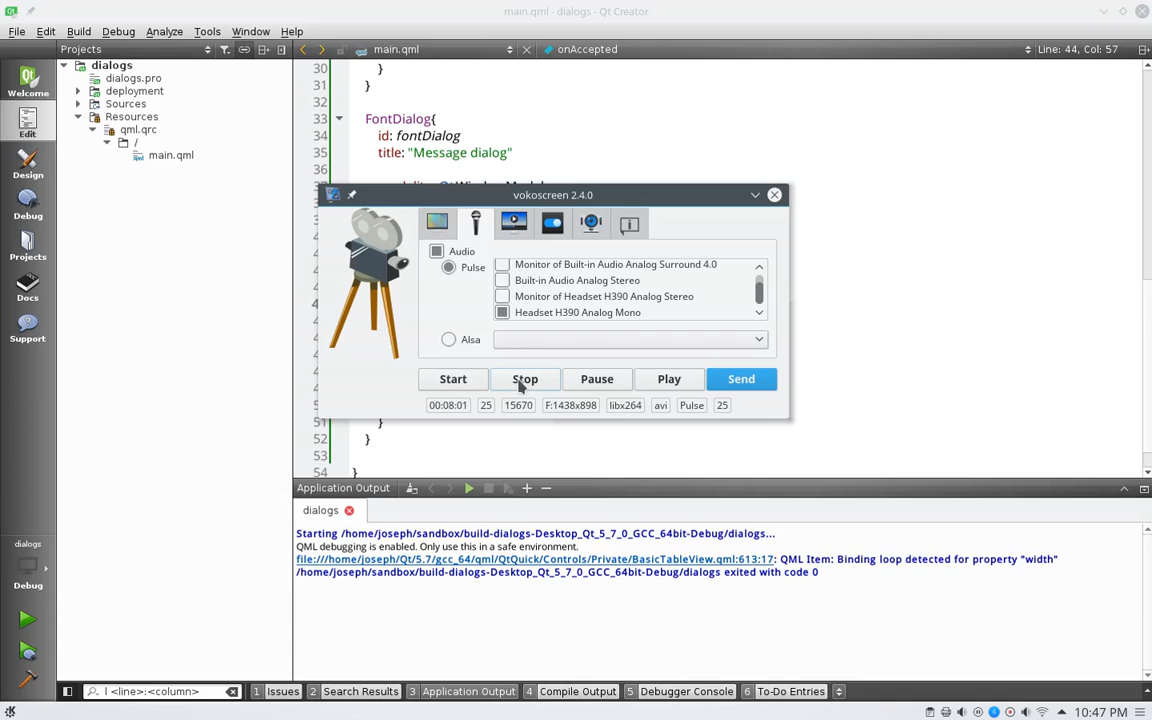 main.qml - dialogs - Qt Creator
File Edit Build Debug Analyze Tools Window Help
Projects
main.qml
onAccepted
Line: 44, Col: 57
Welcome
Edit
Design
Debug
Projects
Docs
Support
dialogs
Debug
dialogs
dialogs.pro
deployment
Sources
Resources
qml.qrc
/
main.qml
30 }
31 }
32
33 FontDialog{
34 id: fontDialog
35 title: "Message dialog"
36
vokoscreen 2.4.0
Audio
Pulse
Monitor of Built-in Audio Analog Surround 4.0
Built-in Audio Analog Stereo
Monitor of Headset H390 Analog Stereo
Headset H390 Analog Mono
Alsa
Start Stop Pause Play Send
00:08:01 25 15670 F:1438x898 libx264 avi Pulse 25
}
52 }
53
54 }
Application Output
dialogs
Starting /home/joseph/sandbox/build-dialogs-Desktop_Qt_5_7_0_GCC_64bit-Debug/dialogs...
QML debugging is enabled. Only use this in a safe environment.
file:///home/joseph/Qt/5.7/gcc_64/qml/QtQuick/Controls/Private/BasicTableView.qml:613:17: QML Item: Binding loop detected for property "width"
/home/joseph/sandbox/build-dialogs-Desktop_Qt_5_7_0_GCC_64bit-Debug/dialogs exited with code 0
l <line>:<column>
1 Issues 2 Search Results 3 Application Output 4 Compile Output 5 Debugger Console 6 To-Do Entries
10:47 PM